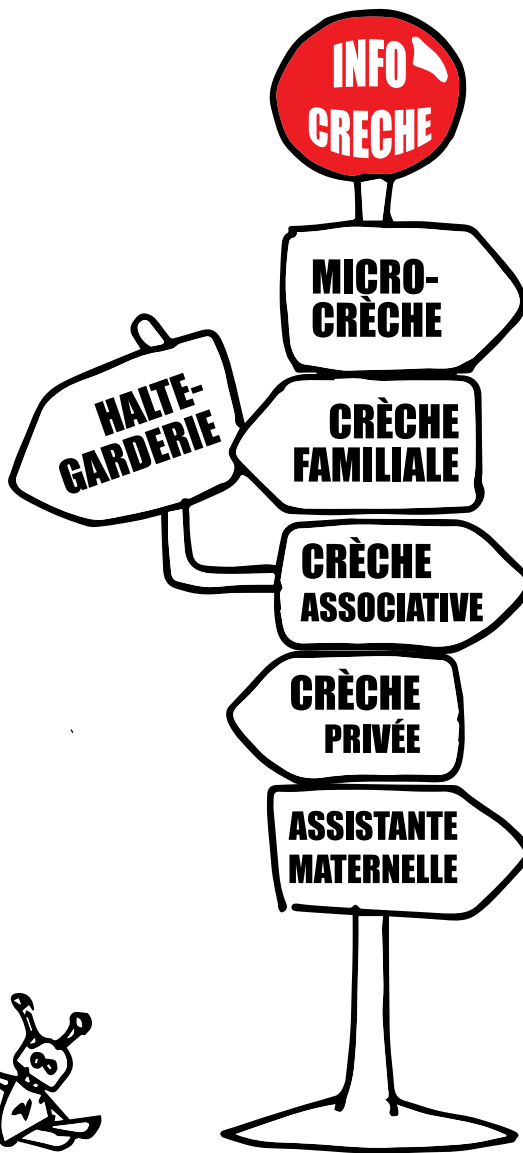 INFO
CRECHE
MICRO-
CRÈCHE
HALTE-
GARDERIE
CRÈCHE
FAMILIALE
CRÈCHE
ASSOCIATIVE
CRÈCHE
PRIVÉE
ASSISTANTE
MATERNELLE